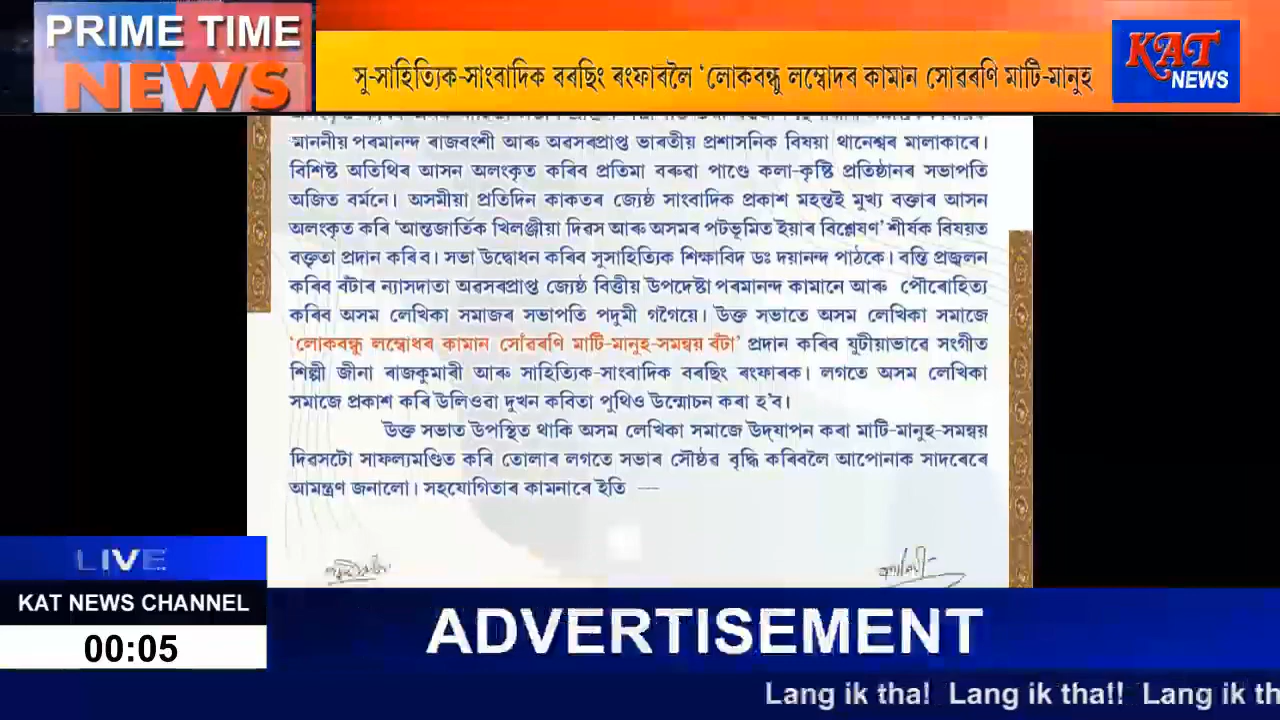 PRIME TIME
NEWS
সু-সাহিত্যিক-সাংবাদিক বৰছিং ৰংফাৰলৈ ‘লোকবন্ধু লম্বোদৰ কামান সোৱৰণি মাটি-মানুহ
KAT
NEWS
মাননীয় পৰমানন্দ ৰাজবংশী আৰু অৱসৰপ্ৰাপ্ত ভাৰতীয় প্ৰশাসনিক বিষয়া থানেশ্বৰ মালাকাৰে।
বিশিষ্ট অতিথিৰ আসন অলংকৃত কৰিব প্ৰতিমা বৰুৱা পাণ্ডে কলা-কৃষ্টি প্ৰতিষ্ঠানৰ সভাপতি
অজিত বৰ্মনে। অসমীয়া প্ৰতিদিন কাকতৰ জ্যেষ্ঠ সাংবাদিক প্ৰকাশ মহন্তই মুখ্য বক্তাৰ আসন
অলংকৃত কৰি ‘আন্তজাৰ্তিক খিলঞ্জীয়া দিৱস আৰু অসমৰ পটভূমিত ইয়াৰ বিশ্লেষণ’ শীৰ্ষক বিষয়ত
বক্তৃতা প্ৰদান কৰিব। সভা উদ্বোধন কৰিব সুসাহিত্যিক শিক্ষাবিদ ডঃ দয়ানন্দ পাঠকে। বন্তি প্ৰজ্বলন
কৰিব বঁটাৰ ন্যাসদাতা অৱসৰপ্ৰাপ্ত জ্যেষ্ঠ বিত্তীয় উপদেষ্টা পৰমানন্দ কামানে আৰু পৌৰোহিত্য
কৰিব অসম লেখিকা সমাজৰ সভাপতি পদুমী গগৈয়ে। উক্ত সভাতে অসম লেখিকা সমাজে
‘লোকবন্ধু লম্বোধৰ কামান সোঁৱৰণি মাটি-মানুহ-সমন্বয় বঁটা’ প্ৰদান কৰিব যুটীয়াভাৱে সংগীত
শিল্পী জীনা ৰাজকুমাৰী আৰু সাহিত্যিক-সাংবাদিক বৰছিং ৰংফাৰক। লগতে অসম লেখিকা
সমাজে প্ৰকাশ কৰি উলিওৱা দুখন কবিতা পুথিও উন্মোচন কৰা হ'ব।
উক্ত সভাত উপস্থিত থাকি অসম লেখিকা সমাজে উদ্‌যাপন কৰা মাটি-মানুহ-সমন্বয়
দিৱসটো সাফল্যমণ্ডিত কৰি তোলাৰ লগতে সভাৰ সৌষ্ঠৱ বৃদ্ধি কৰিবলৈ আপোনাক সাদৰেৰে
আমন্ত্ৰণ জনালো। সহযোগিতাৰ কামনাৰে ইতি —
LIVE
KAT NEWS CHANNEL
00:05
ADVERTISEMENT
Lang ik tha! Lang ik tha!! Lang ik th